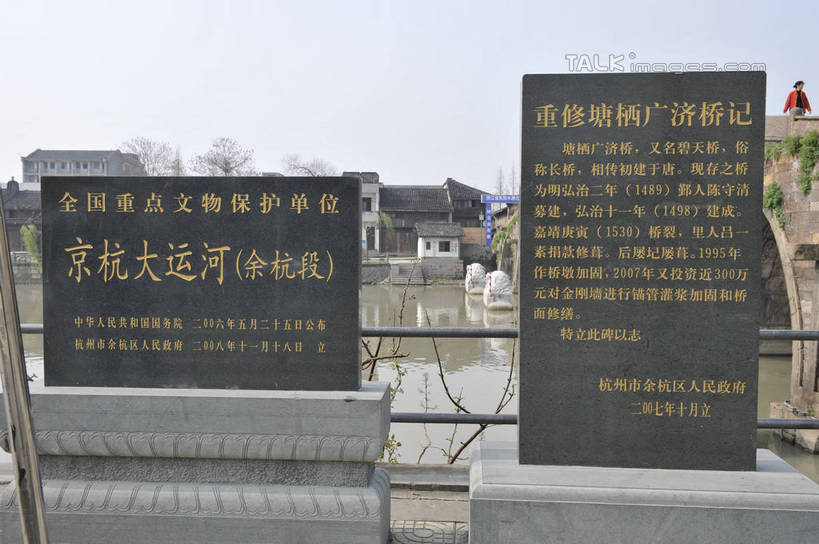 TALKimages.com
全国重点文物保护单位
京杭大运河(余杭段)
中华人民共和国国务院 二00六年五月二十五日公布
杭州市余杭区人民政府 二00八年十一月十八日 立
重修塘栖广济桥记
塘栖广济桥，又名碧天桥，俗
称长桥，相传初建于唐。现存之桥
为明弘治二年（1489）鄞人陈守清
募建，弘治十一年（1498）建成。
嘉靖庚寅（1530）桥裂，里人吕一
素捐款修葺。后屡圮屡葺。1995年
作桥墩加固，2007年又投资近300万
元对金刚墙进行锚管灌浆加固和桥
面修缮。
特立此碑以志
杭州市余杭区人民政府
二00七年十月立